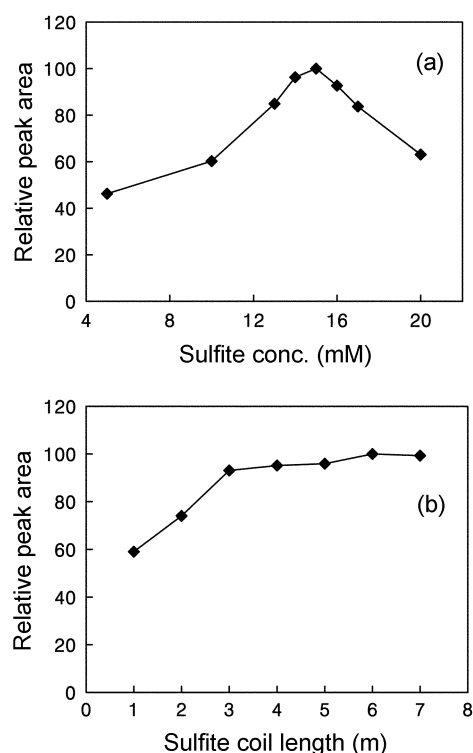 120
(a)
100
80
60
40
20
0
Relative peak area
4 8 12 16 20
Sulfite conc. (mM)
120
100
80
(b)
60
40
20
0
Relative peak area
0 1 2 3 4 5 6 7 8
Sulfite coil length (m)